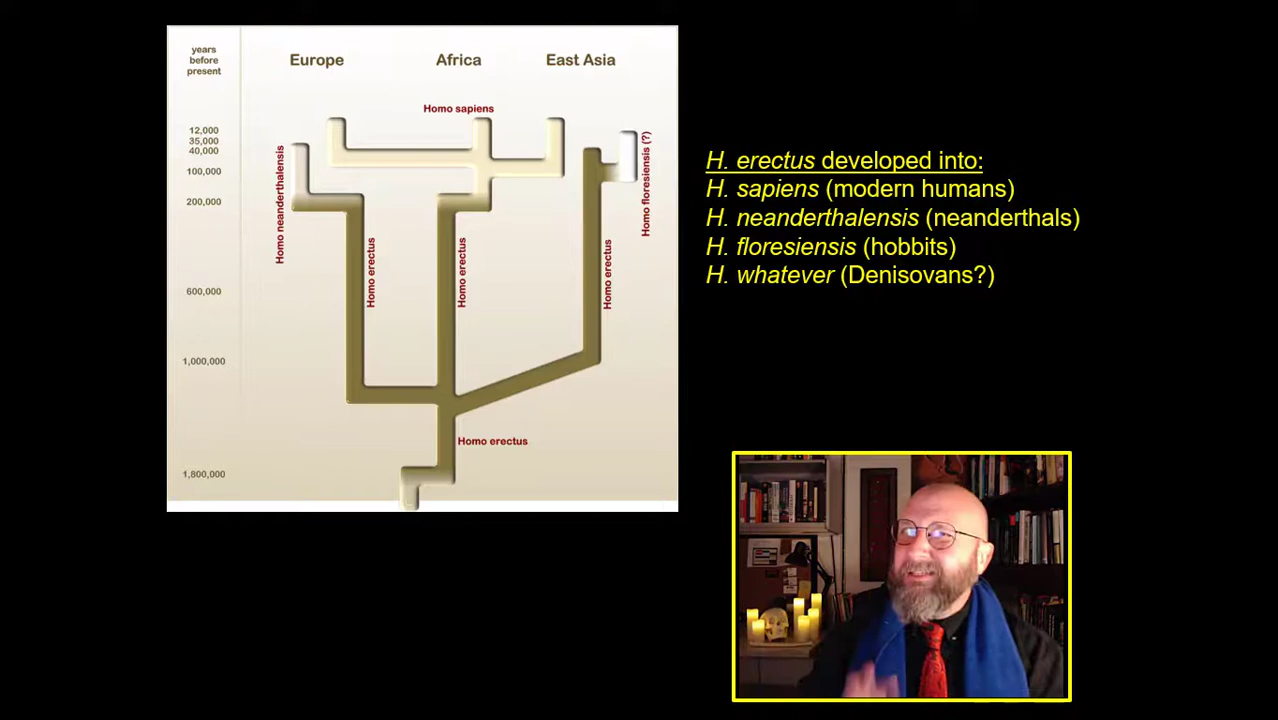 years
before
present
Europe
Africa
East Asia
Homo sapiens
12,000
35,000
40,000
100,000
200,000
600,000
1,000,000
1,800,000
Homo neanderthalensis
Homo erectus
Homo erectus
Homo erectus
Homo floresiensis (?)
Homo erectus
H. erectus developed into:
H. sapiens (modern humans)
H. neanderthalensis (neanderthals)
H. floresiensis (hobbits)
H. whatever (Denisovans?)